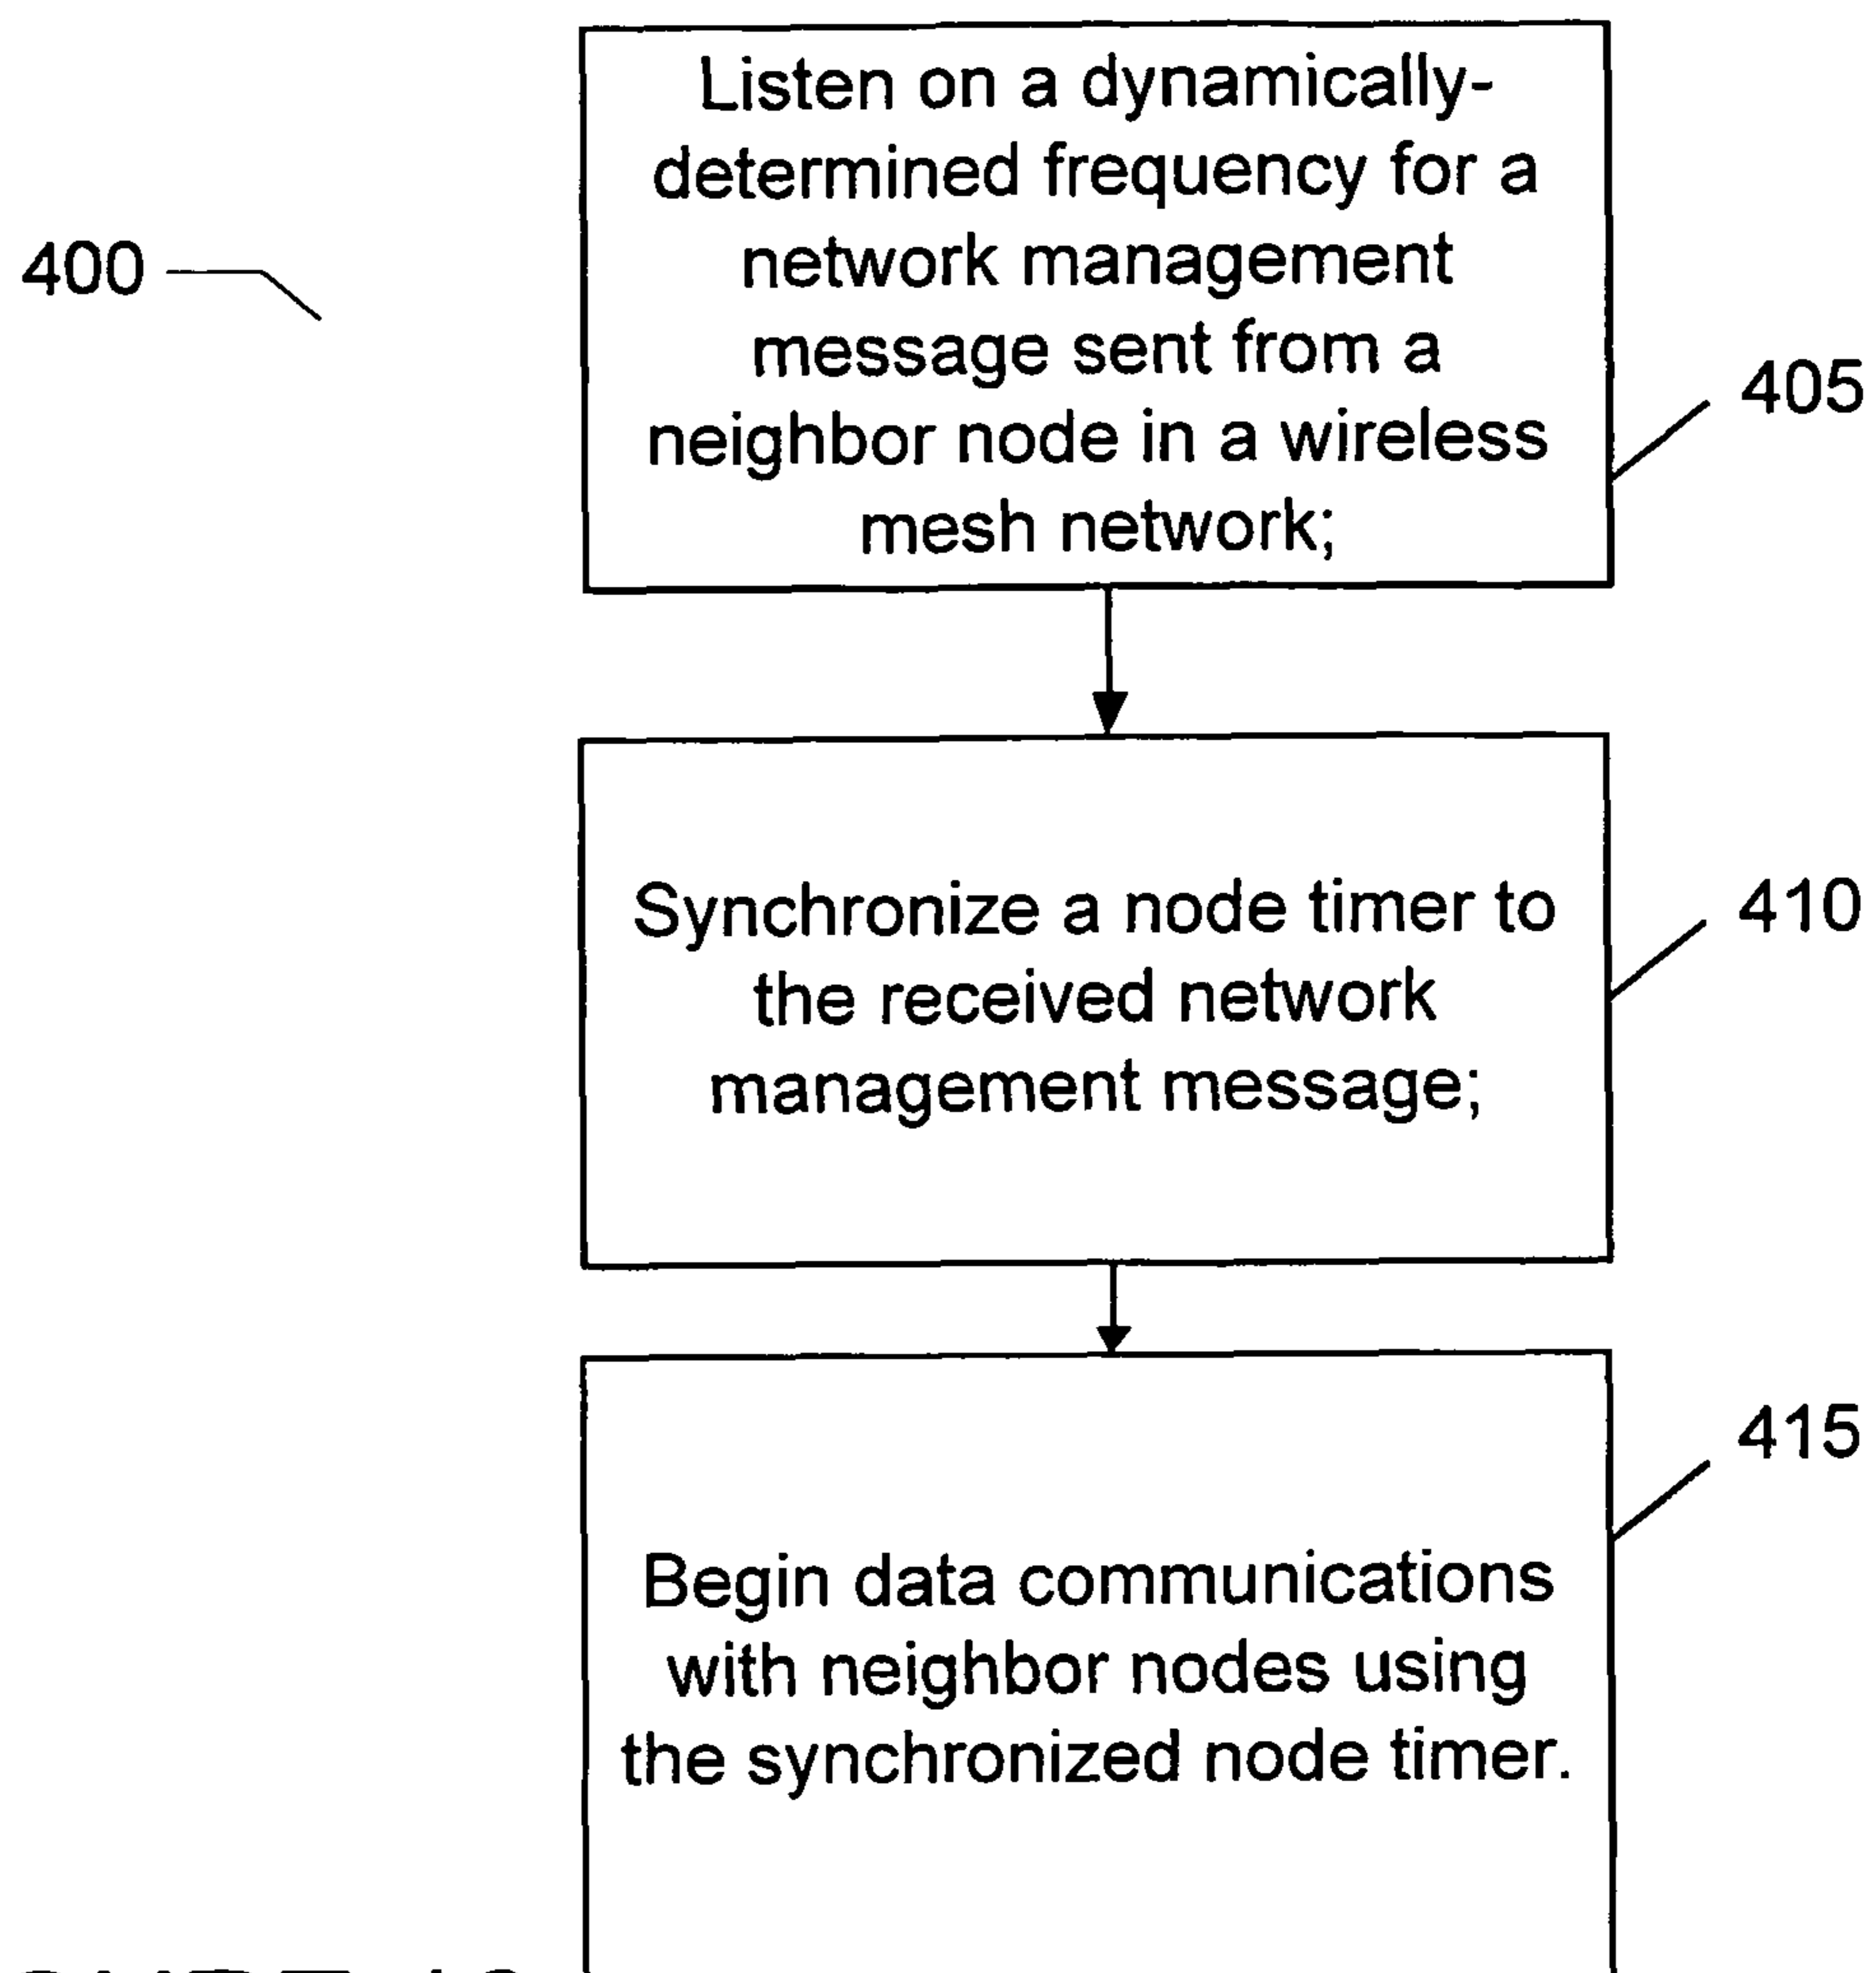 Listen on a dynamically-
determined frequency for a
network management
message sent from a
neighbor node in a wireless
mesh network;
400
405
Synchronize a node timer to
the received network
management message;
410
415
Begin data communications
with neighbor nodes using
the synchronized node timer.